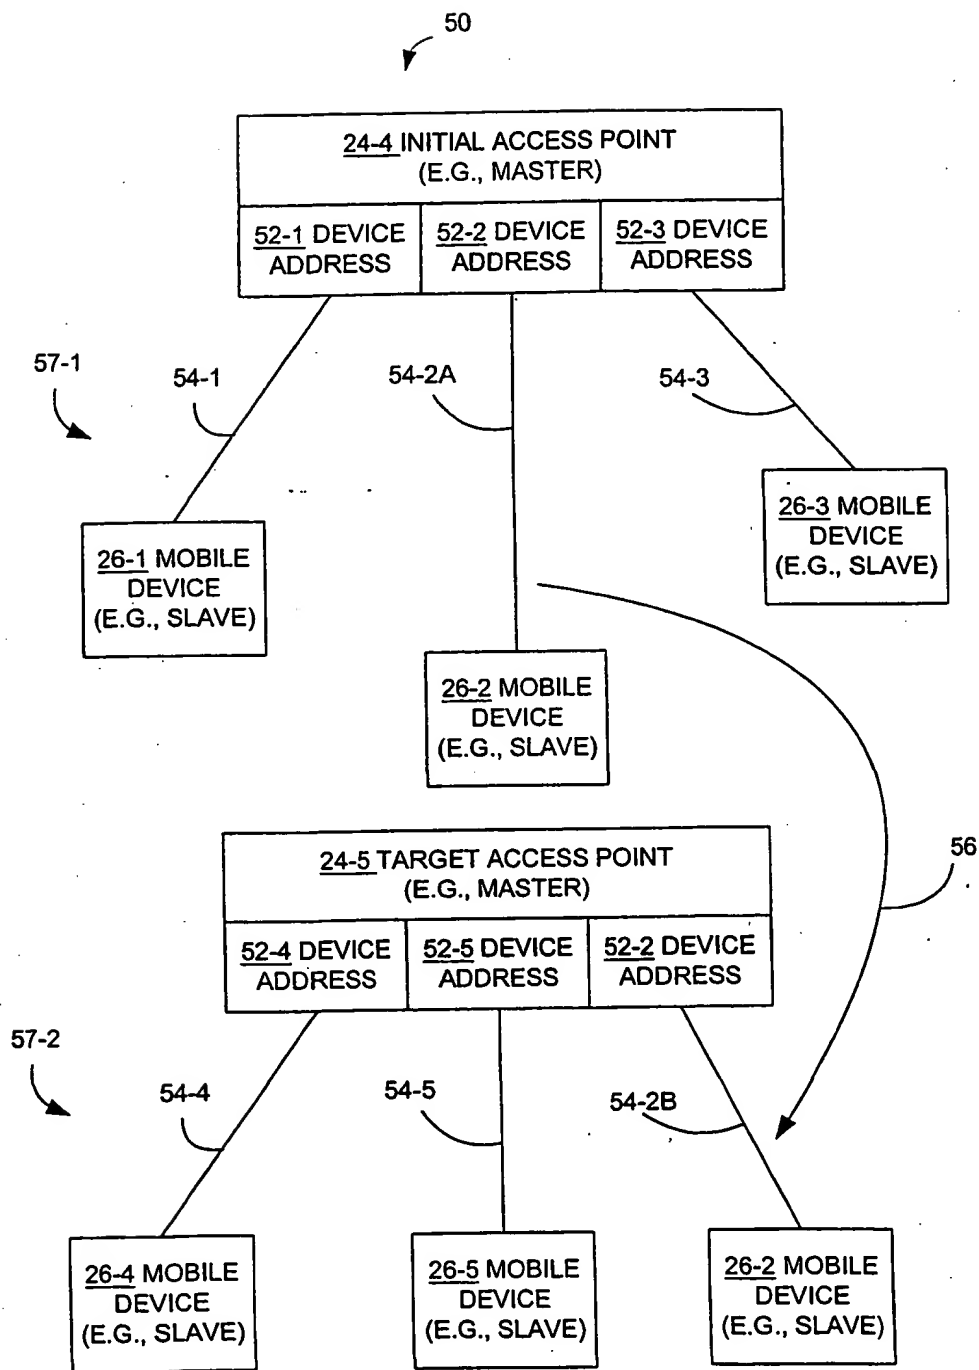 50
24-4 INITIAL ACCESS POINT
(E.G., MASTER)
52-1 DEVICE
ADDRESS
52-2 DEVICE
ADDRESS
52-3 DEVICE
ADDRESS
57-1
54-1
54-2A
54-3
26-1 MOBILE
DEVICE
(E.G., SLAVE)
26-3 MOBILE
DEVICE
(E.G., SLAVE)
26-2 MOBILE
DEVICE
(E.G., SLAVE)
24-5 TARGET ACCESS POINT
(E.G., MASTER)
56
52-4 DEVICE
ADDRESS
52-5 DEVICE
ADDRESS
52-2 DEVICE
ADDRESS
57-2
54-4
54-5
54-2B
26-4 MOBILE
DEVICE
(E.G., SLAVE)
26-5 MOBILE
DEVICE
(E.G., SLAVE)
26-2 MOBILE
DEVICE
(E.G., SLAVE)